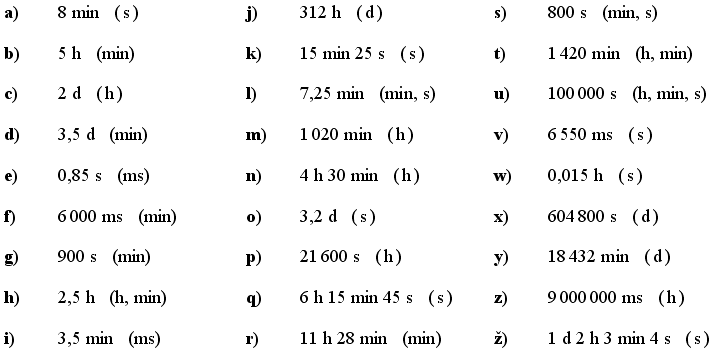 a) 8 min (s) j) 312 h (d) s) 800 s (min, s)
b) 5 h (min) k) 15 min 25 s (s) t) 1 420 min (h, min)
c) 2 d (h) l) 7,25 min (min, s) u) 100 000 s (h, min, s)
d) 3,5 d (min) m) 1 020 min (h) v) 6 550 ms (s)
e) 0,85 s (ms) n) 4 h 30 min (h) w) 0,015 h (s)
f) 6 000 ms (min) o) 3,2 d (s) x) 604 800 s (d)
g) 900 s (min) p) 21 600 s (h) y) 18 432 min (d)
h) 2,5 h (h, min) q) 6 h 15 min 45 s (s) z) 9 000 000 ms (h)
i) 3,5 min (ms) r) 11 h 28 min (min) ž) 1 d 2 h 3 min 4 s (s)